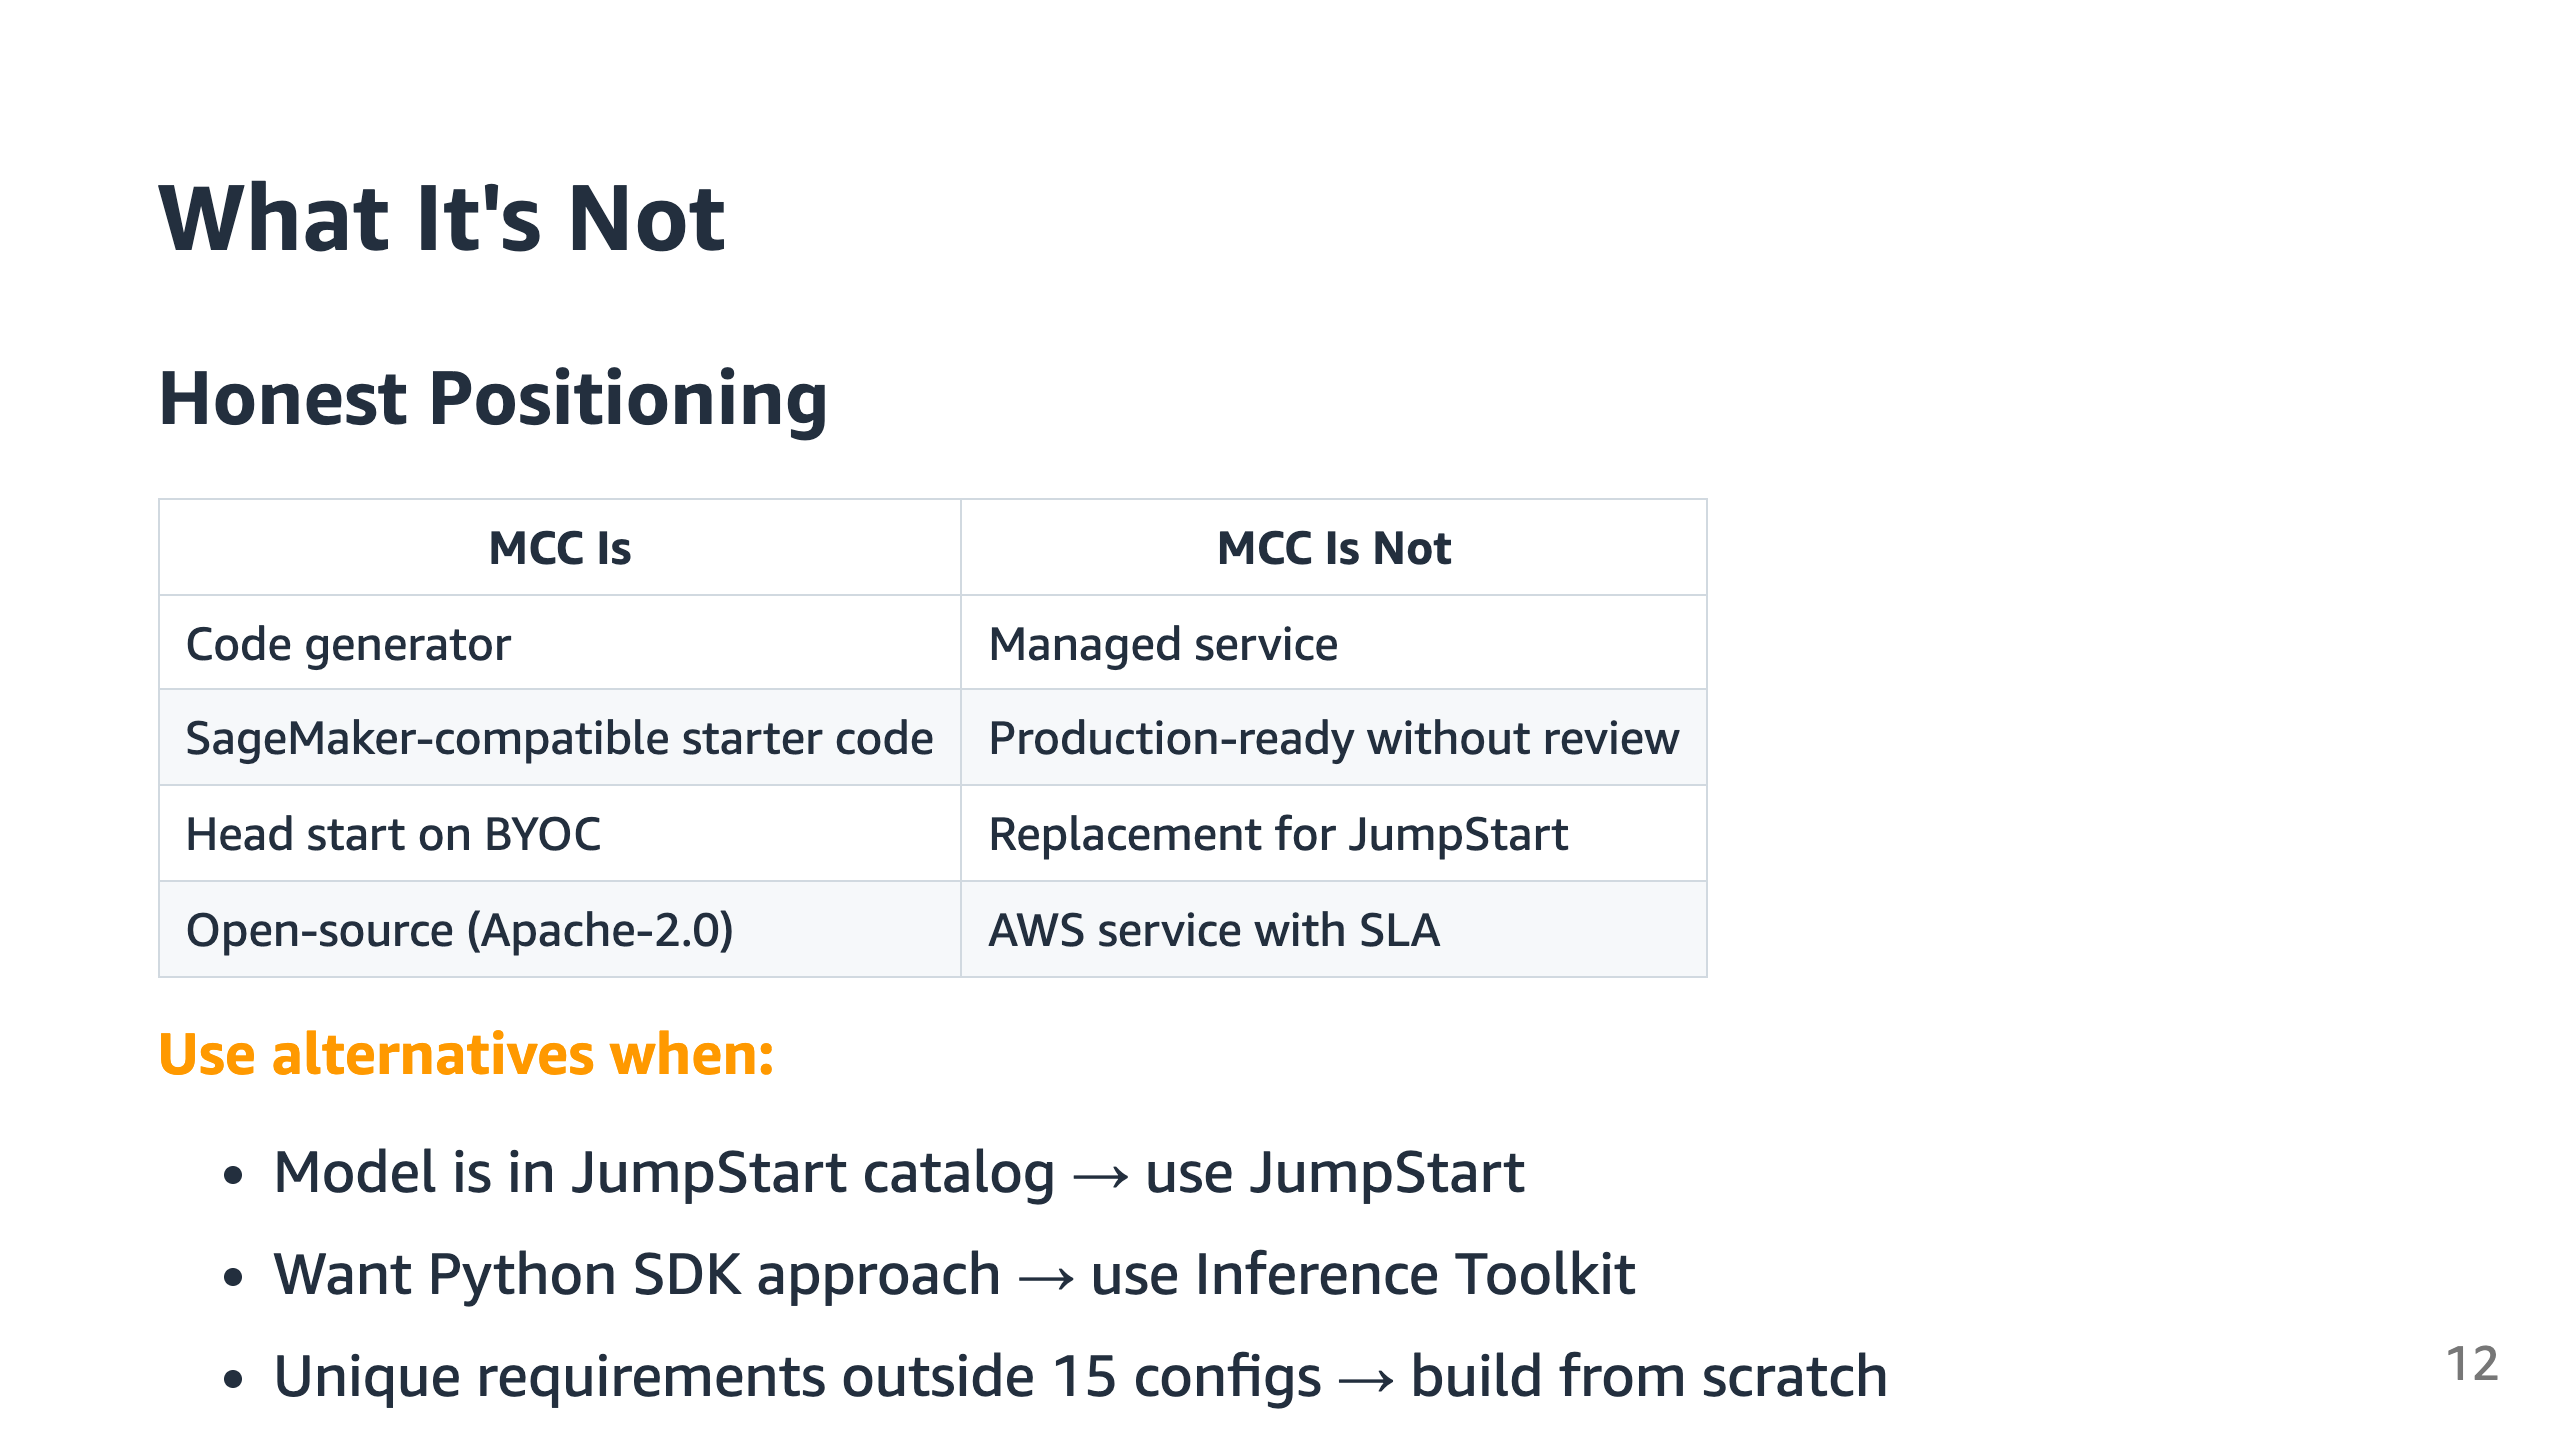 What It's Not
Honest Positioning
MCC Is
MCC Is Not
Code generator
Managed service
SageMaker-compatible starter code
Production-ready without review
Head start on BYOC
Replacement for JumpStart
Open-source (Apache-2.0)
AWS service with SLA
Use alternatives when:
• Model is in JumpStart catalog → use JumpStart
• Want Python SDK approach → use Inference Toolkit
• Unique requirements outside 15 configs → build from scratch
12